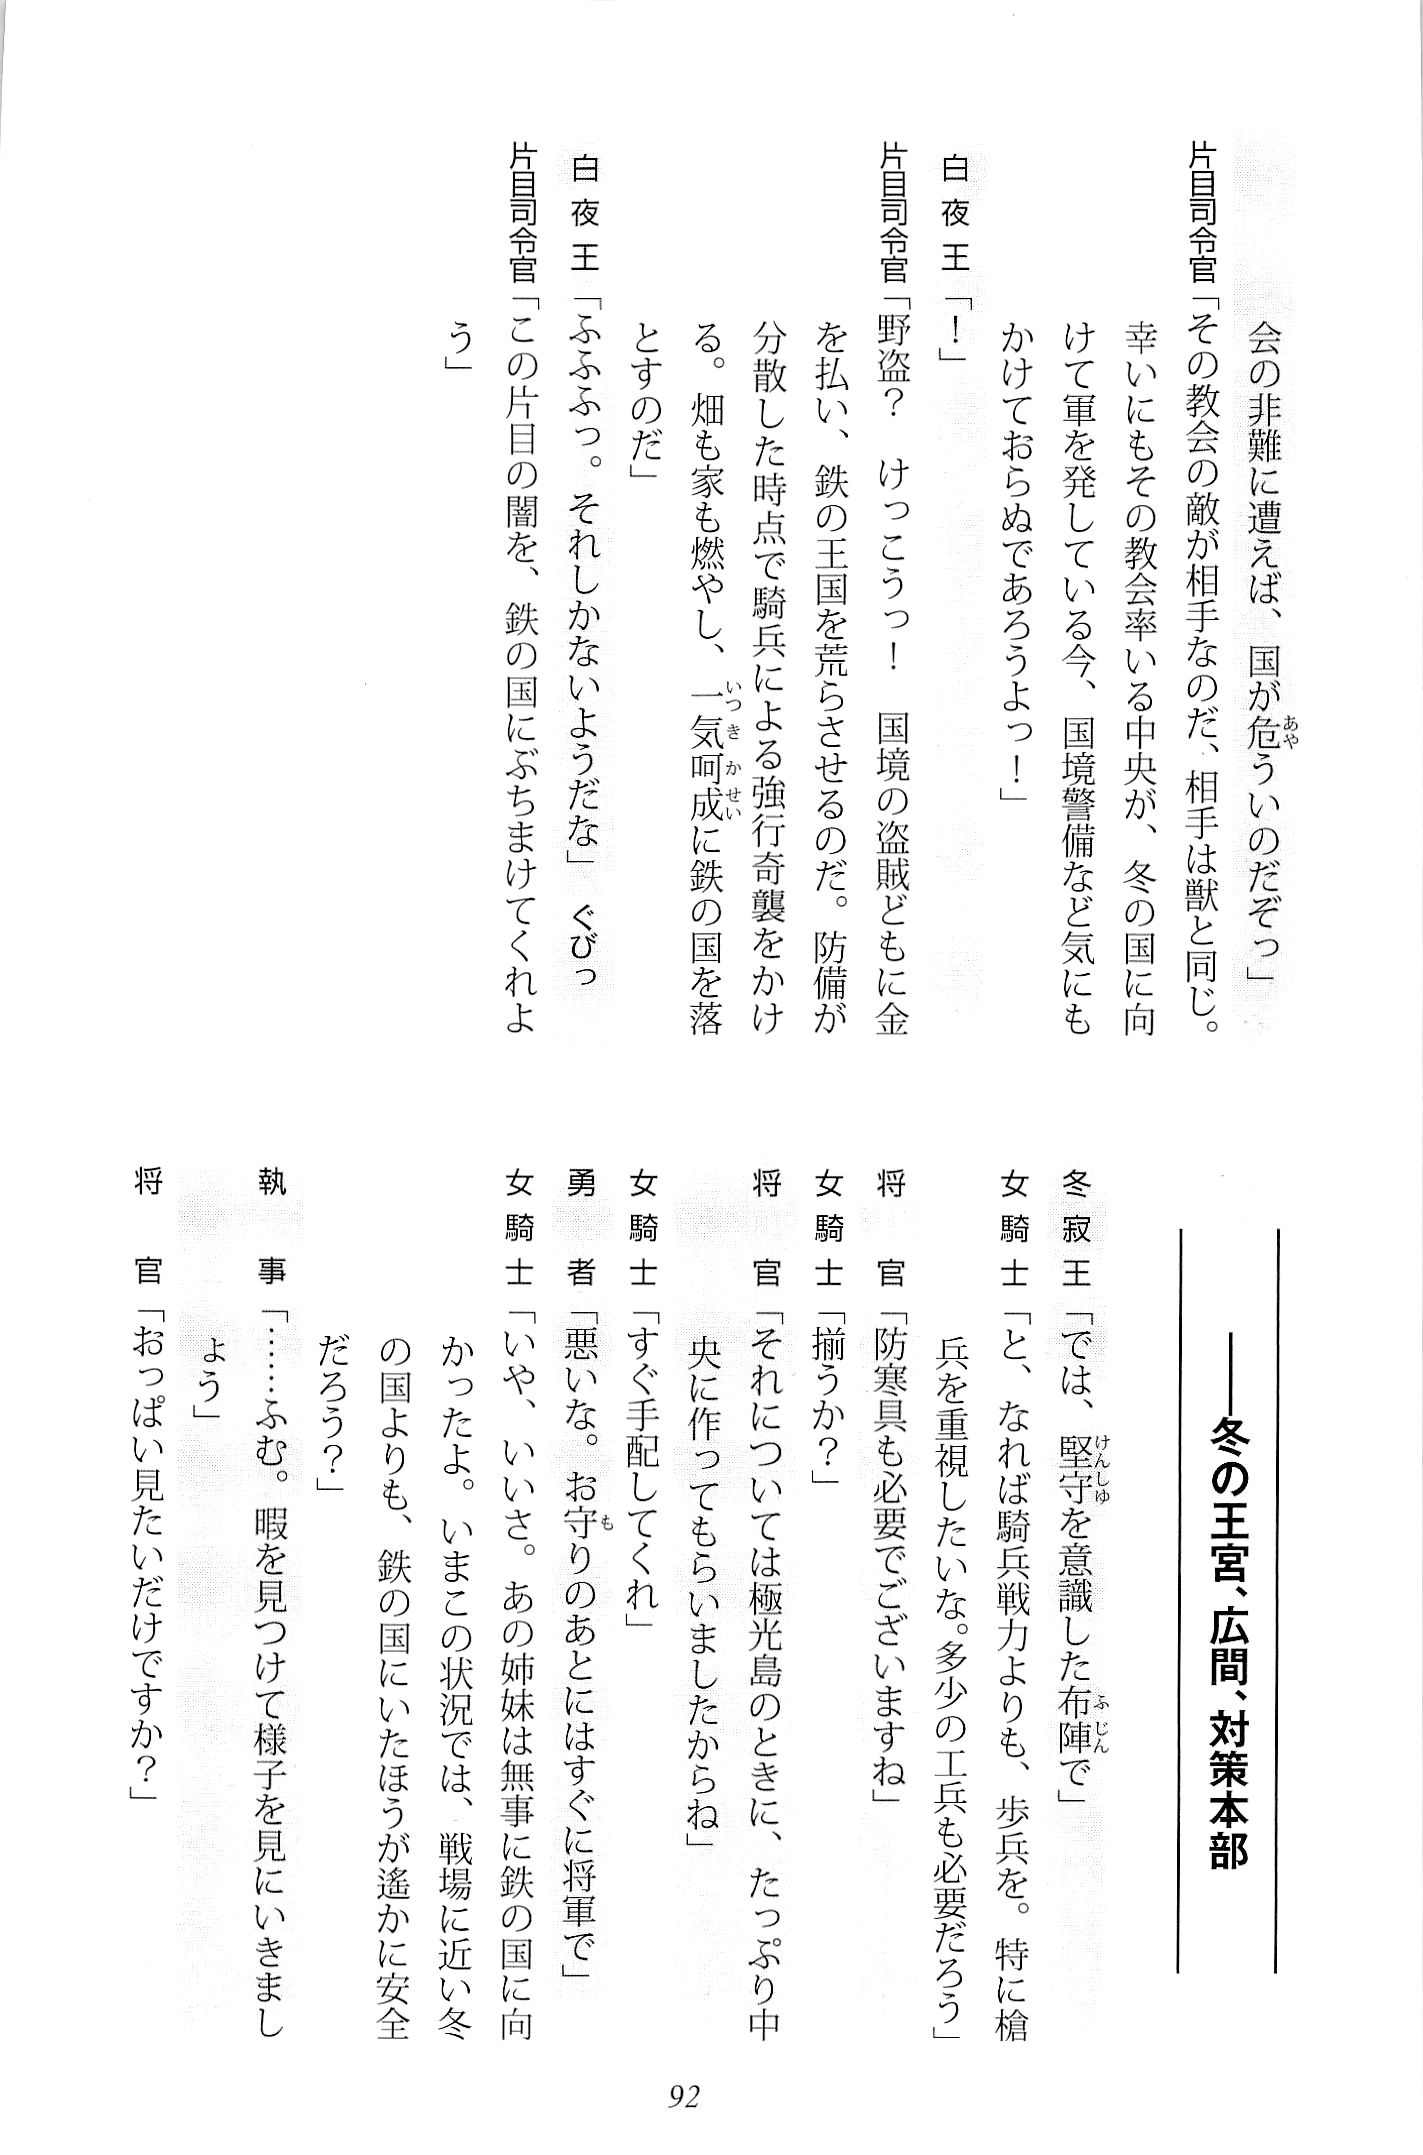 会の非難に遭えば、国が危ういのだぞっ」
片目司令官「その教会の敵が相手なのだ、相手は獣と同じ。
幸いにもその教会率いる中央が、冬の国に向
けて軍を発している今、国境警備など気にも
かけておらぬであろうよっ！」
白夜王「！」
片目司令官「野盗？　けっこうっ！　国境の盗賊どもに金
を払い、鉄の王国を荒らさせるのだ。防備が
分散した時点で騎兵による強行奇襲をかけ
る。畑も家も燃やし、一気呵成に鉄の国を落
とすのだ」
白夜王「ふふふっ。それしかないようだな」ぐびっ
片目司令官「この片目の闇を、鉄の国にぶちまけてくれよ
う」
――冬の王宮、広間、対策本部
冬寂王「では、堅守を意識した布陣で」
女騎士「と、なれば騎兵戦力よりも、歩兵を。特に槍
兵を重視したいな。多少の工兵も必要だろう」
将官「防寒具も必要でございますね」
女騎士「揃うか？」
将官「それについては極光島のときに、たっぷり中
央に作ってもらいましたからね」
女騎士「すぐ手配してくれ」
勇者「悪いな。お守りのあとにはすぐに将軍で」
女騎士「いや、いいさ。あの姉妹は無事に鉄の国に向
かったよ。いまこの状況では、戦場に近い冬
の国よりも、鉄の国にいたほうが遙かに安全
だろう？」
執事「……ふむ。暇を見つけて様子を見にいきまし
ょう」
将官「おっぱい見たいだけですか？」
92